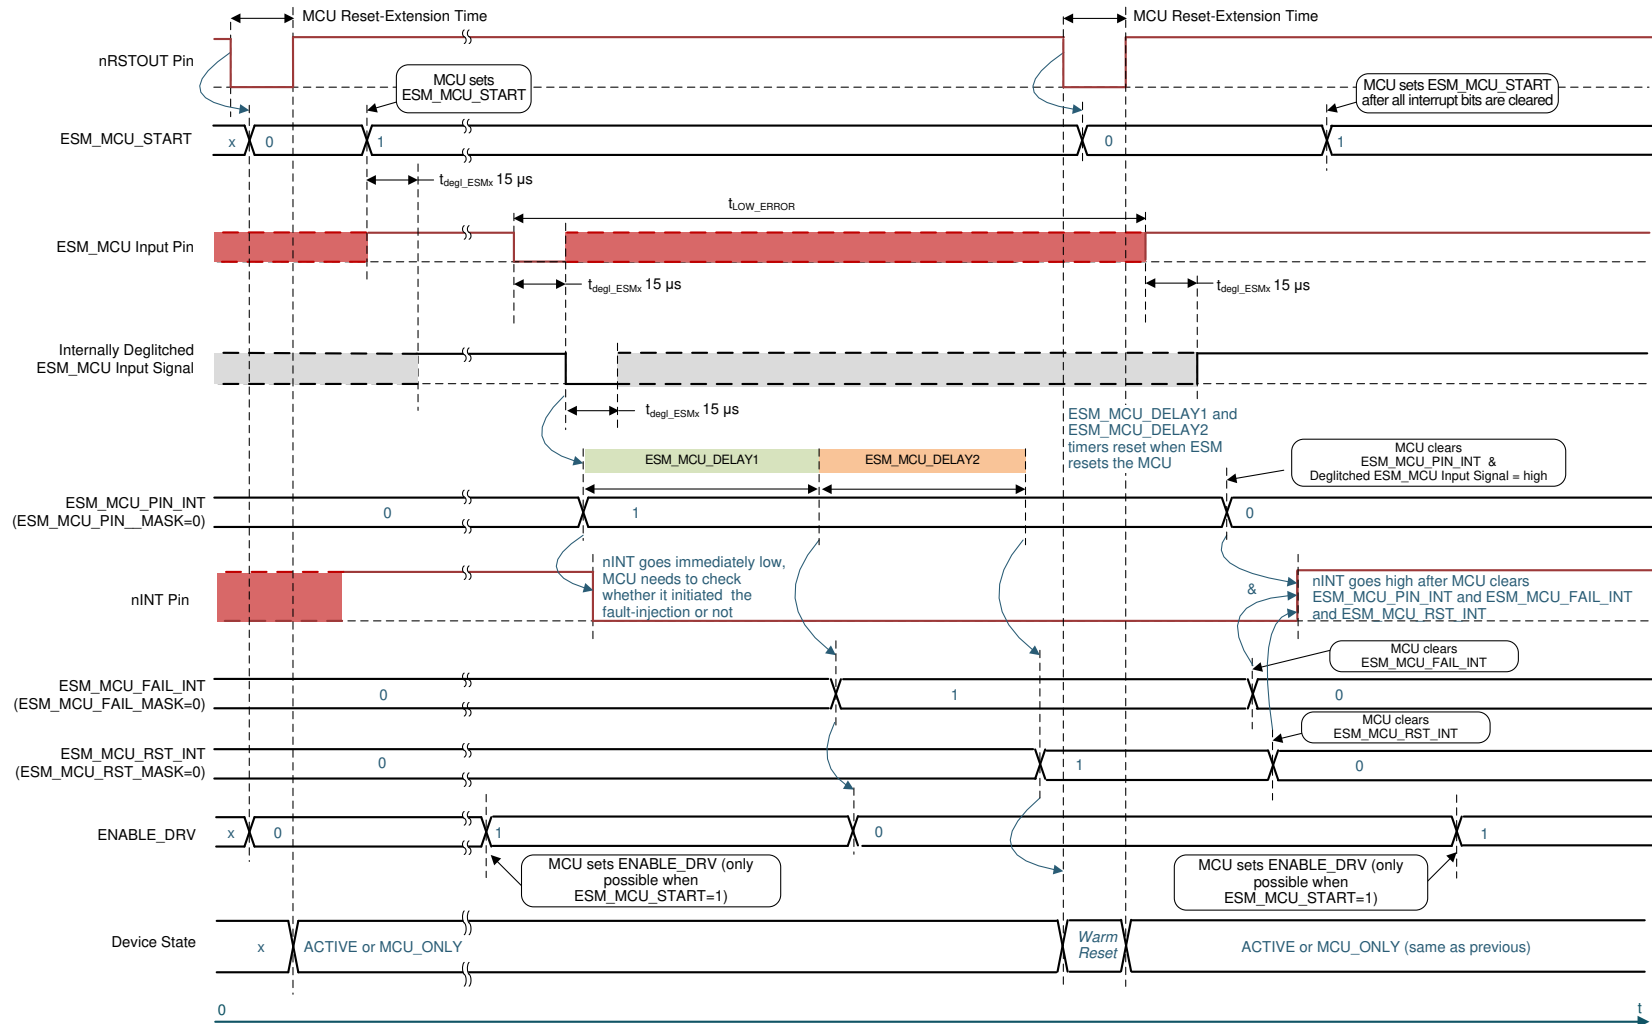 MCU Reset-Extension Time
MCU Reset-Extension Time
nRSTOUT Pin
MCU sets
ESM_MCU_START
MCU sets ESM_MCU_START
after all interrupt bits are cleared
ESM_MCU_START
x
0
1
0
1
tdegl_ESMx 15 µs
tLOW_ERROR
ESM_MCU Input Pin
tdegl_ESMx 15 µs
tdegl_ESMx 15 µs
Internally Deglitched
ESM_MCU Input Signal
tdegl_ESMx 15 µs
ESM_MCU_DELAY1 and
ESM_MCU_DELAY2
timers reset when ESM
resets the MCU
ESM_MCU_DELAY1
ESM_MCU_DELAY2
MCU clears
ESM_MCU_PIN_INT &
Deglitched ESM_MCU Input Signal = high
ESM_MCU_PIN_INT
(ESM_MCU_PIN__MASK=0)
0
1
0
nINT Pin
nINT goes immediately low,
MCU needs to check
whether it initiated the
fault-injection or not
&
nINT goes high after MCU clears
ESM_MCU_PIN_INT and ESM_MCU_FAIL_INT
and ESM_MCU_RST_INT
MCU clears
ESM_MCU_FAIL_INT
ESM_MCU_FAIL_INT
(ESM_MCU_FAIL_MASK=0)
0
1
0
MCU clears
ESM_MCU_RST_INT
ESM_MCU_RST_INT
(ESM_MCU_RST_MASK=0)
0
1
0
ENABLE_DRV
x
0
1
0
1
MCU sets ENABLE_DRV (only
possible when
ESM_MCU_START=1)
MCU sets ENABLE_DRV (only
possible when
ESM_MCU_START=1)
Device State
x
ACTIVE or MCU_ONLY
Warm
Reset
ACTIVE or MCU_ONLY (same as previous)
0
t